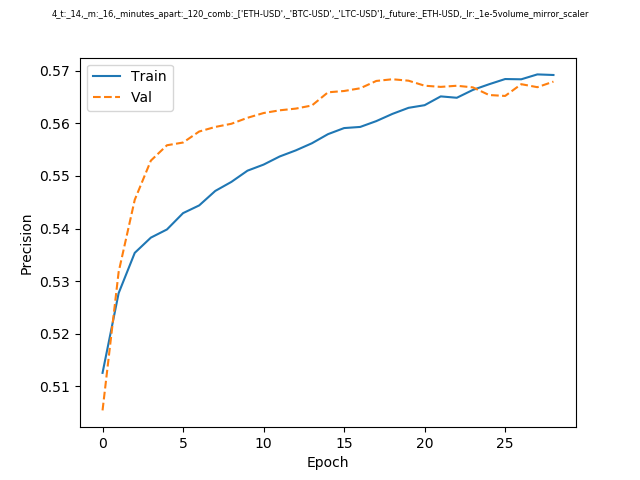 4_t:_14,_m:_16,_minutes_apart:_120_comb:_['ETH-USD',_'BTC-USD',_'LTC-USD'],_future:_ETH-USD,_lr:_1e-5volume_mirror_scaler
Train
Val
0.57
0.56
0.55
0.54
0.53
0.52
0.51
Precision
0 5 10 15 20 25
Epoch